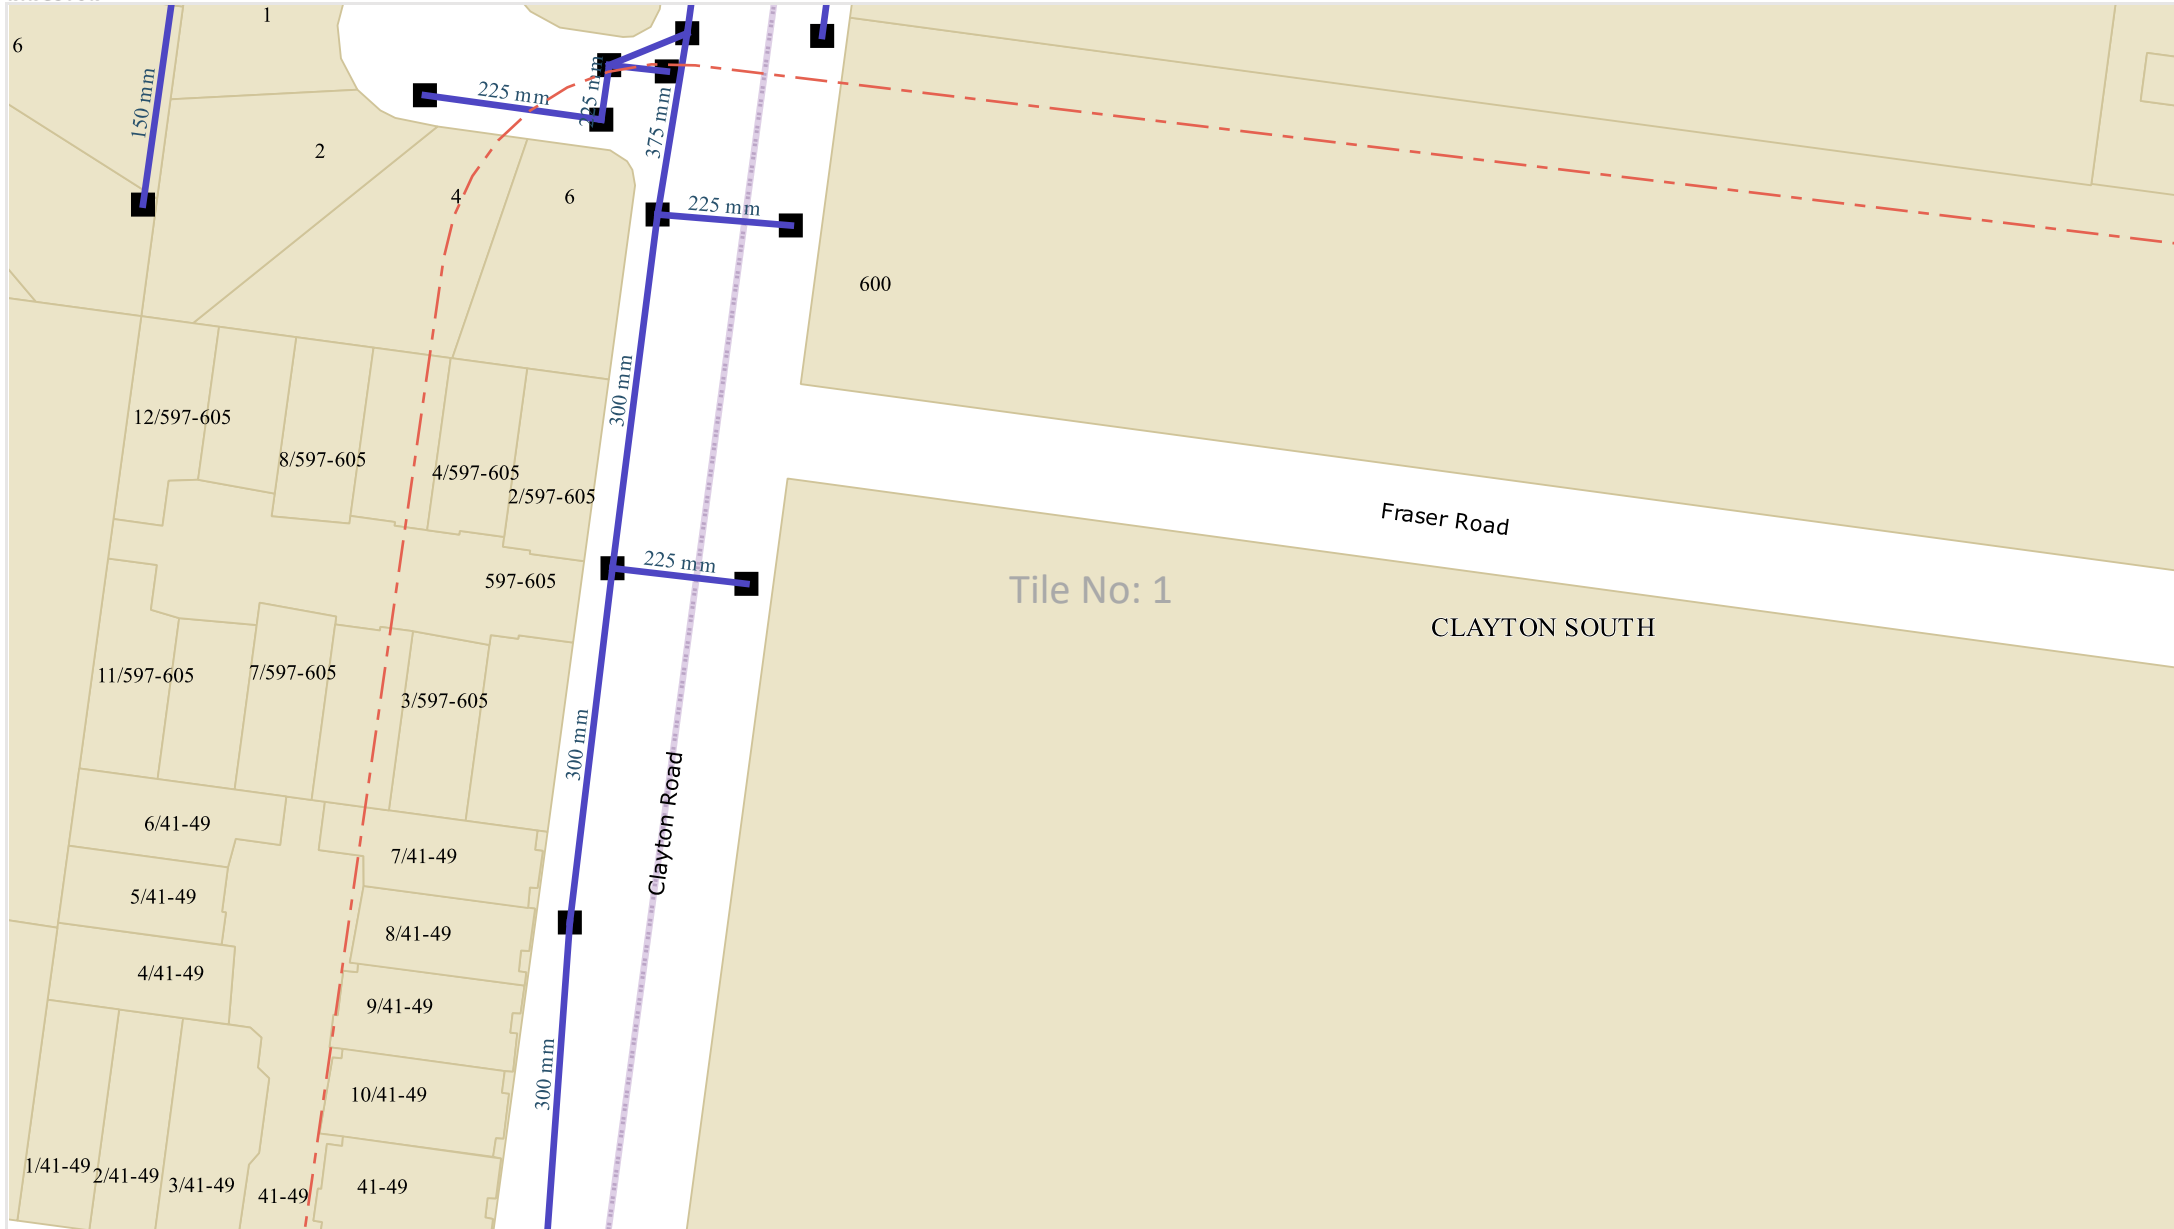 1
6
150 mm
225 mm
225 mm
375 mm
2
4
6
225 mm
600
300 mm
12/597-605
8/597-605
4/597-605
2/597-605
Fraser Road
225 mm
597-605
Tile No: 1
CLAYTON SOUTH
11/597-605
7/597-605
3/597-605
300 mm
Clayton Road
6/41-49
7/41-49
5/41-49
8/41-49
4/41-49
9/41-49
300 mm
10/41-49
1/41-49
2/41-49
3/41-49
41-49
41-49